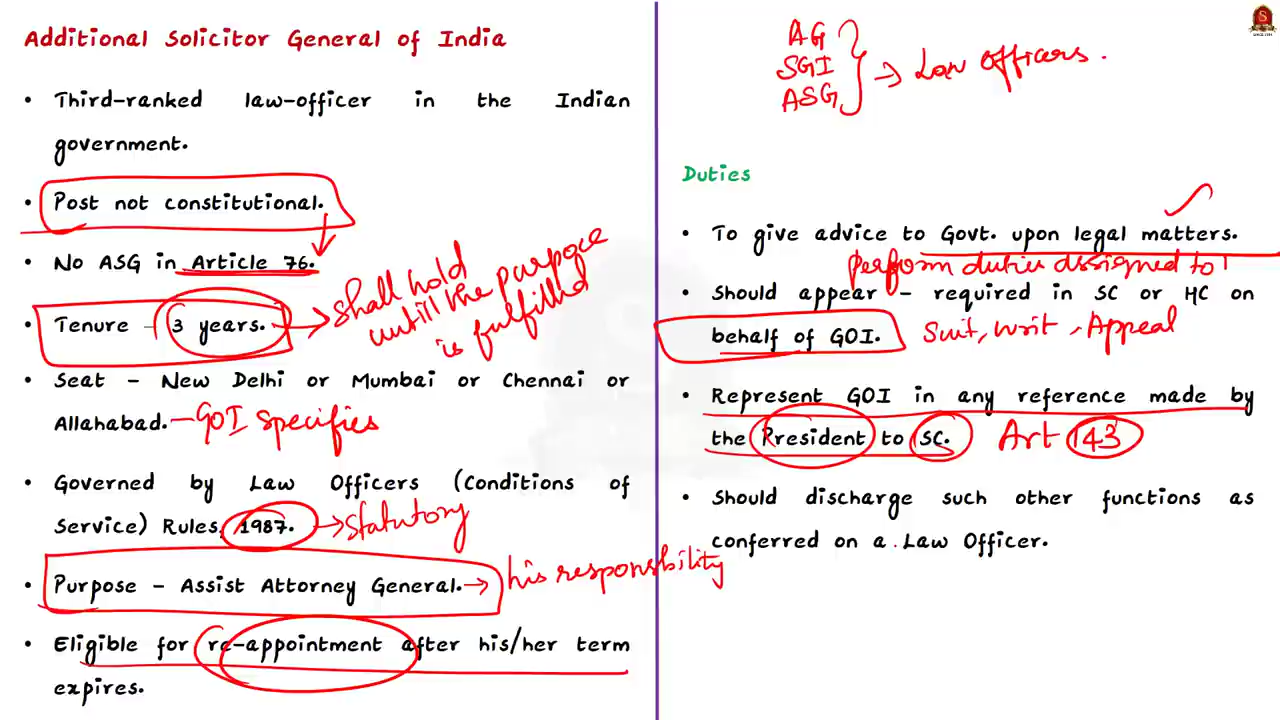 Additional Solicitor General of India
• Third-ranked law-officer in the Indian
government.
• Post not constitutional.
• No ASG in Article 76.
• Tenure – 3 years.
shall hold
untill the purpose
is fulfilled
• Seat – New Delhi or Mumbai or Chennai or
Allahabad. – GOI specifies
• Governed by Law Officers (Conditions of
Service) Rules, 1987. → Statutory
• Purpose – Assist Attorney General. → his responsibility
• Eligible for re-appointment after his/her term
expires.
AG
SGI
ASG
→ Law officers.
Duties
• To give advice to Govt. upon legal matters.
perform duties assigned to
• Should appear – required in SC or HC on
behalf of GOI. Suit, Writ, Appeal
• Represent GOI in any reference made by
the President to SC. Art 143
• Should discharge such other functions as
conferred on a Law Officer.